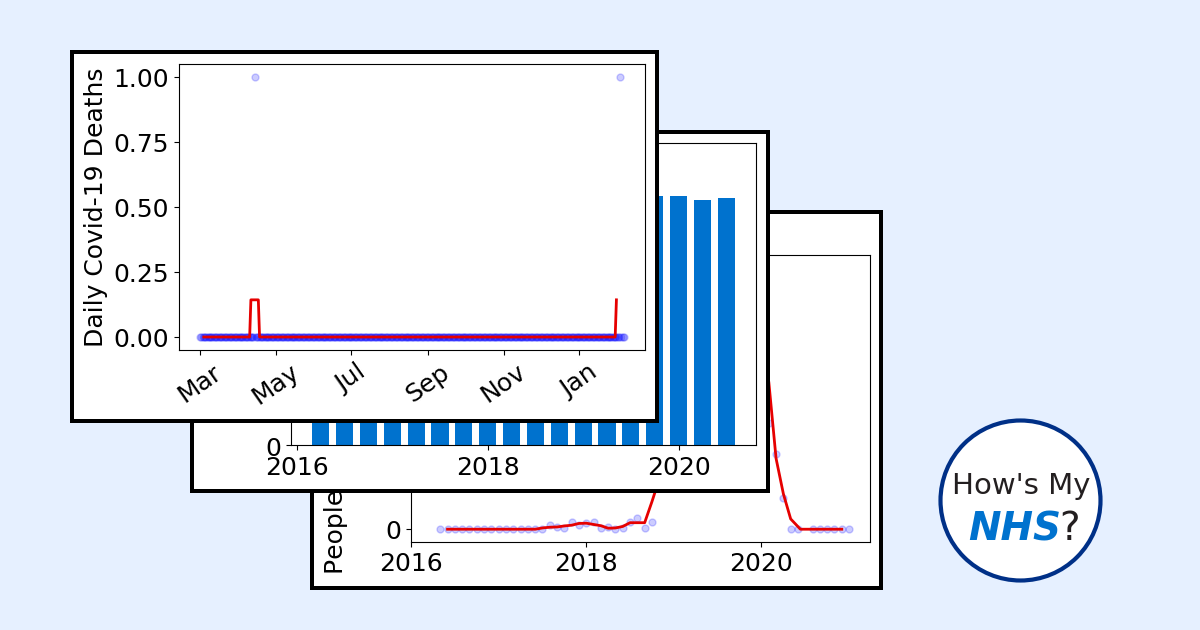 Daily Covid-19 Deaths
1.00
0.75
0.50
0.25
0.00
Mar May Jul Sep Nov Jan
0
2016 2018 2020
People
0
2016 2018 2020
How's My
NHS?